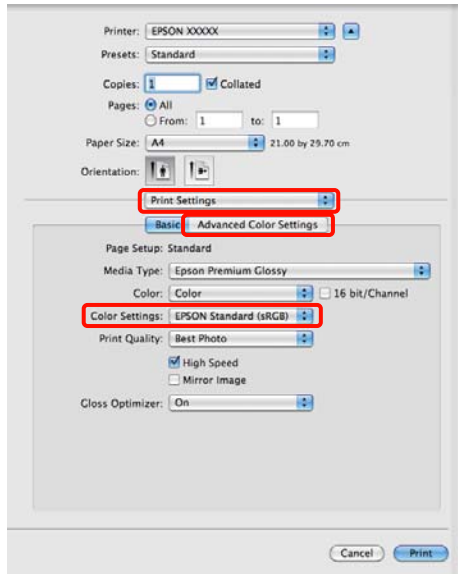 Printer: EPSON XXXXX
Presets: Standard
Copies: 1 Collated
Pages: All
From: 1 to: 1
Paper Size: A4 21.00 by 29.70 cm
Orientation:
Print Settings
Basic Advanced Color Settings
Page Setup: Standard
Media Type: Epson Premium Glossy
Color: Color 16 bit/Channel
Color Settings: EPSON Standard (sRGB)
Print Quality: Best Photo
High Speed
Mirror Image
Gloss Optimizer: On
Cancel Print